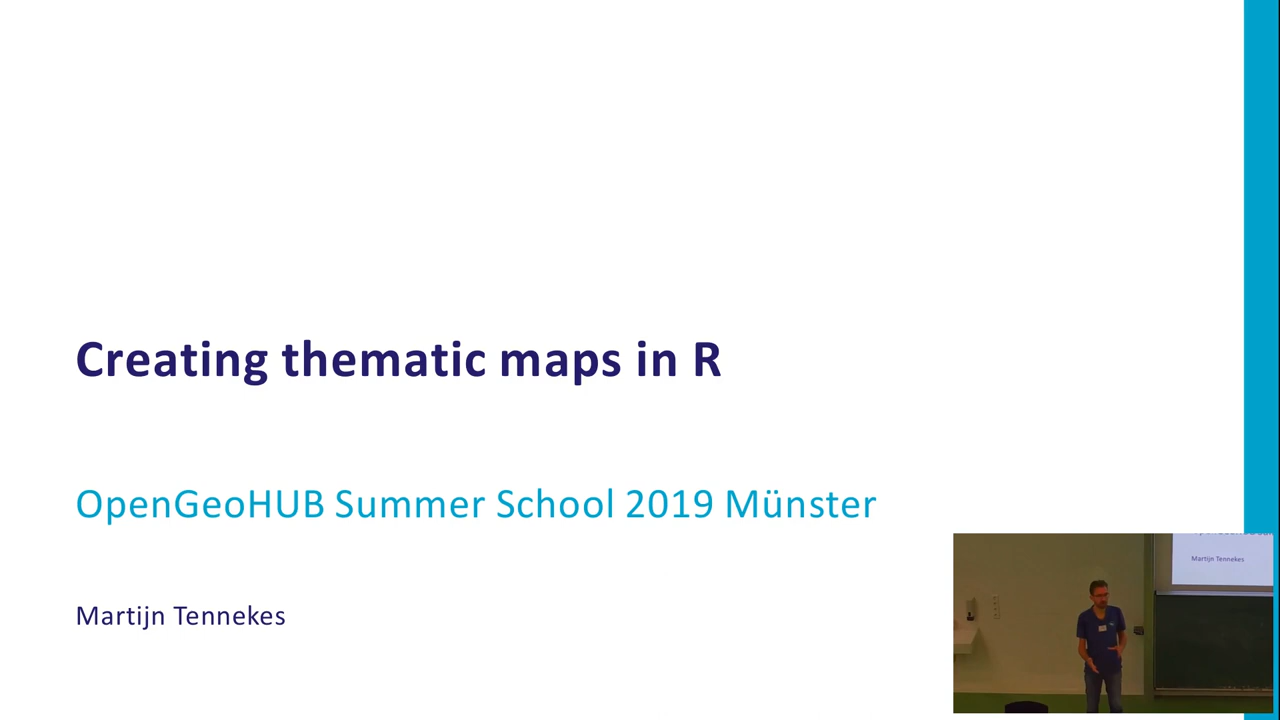 Creating thematic maps in R
OpenGeoHUB Summer School 2019 Münster
Martijn Tennekes
Martijn Tennekes